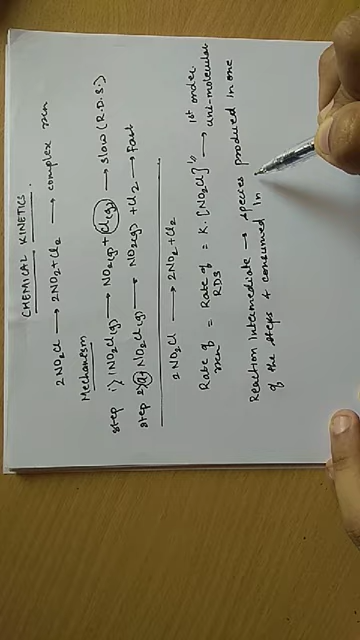 CHEMICAL KINETICS.
2NO₂Cl → 2NO₂ + Cl₂ → complex rxn
Mechanism
step 1) 1NO₂Cl(g) → NO₂(g) + Cl(g) → slow (R.D.S.)
step 2) Cl + NO₂Cl(g) → NO₂(g) + Cl₂ → Fast
2NO₂Cl → 2NO₂ + Cl₂
Rate of rxn = Rate of RDS = K. [NO₂Cl]¹ → 1st order uni-molecular
Reaction Intermediate → species produced in one
of the steps & consumed in